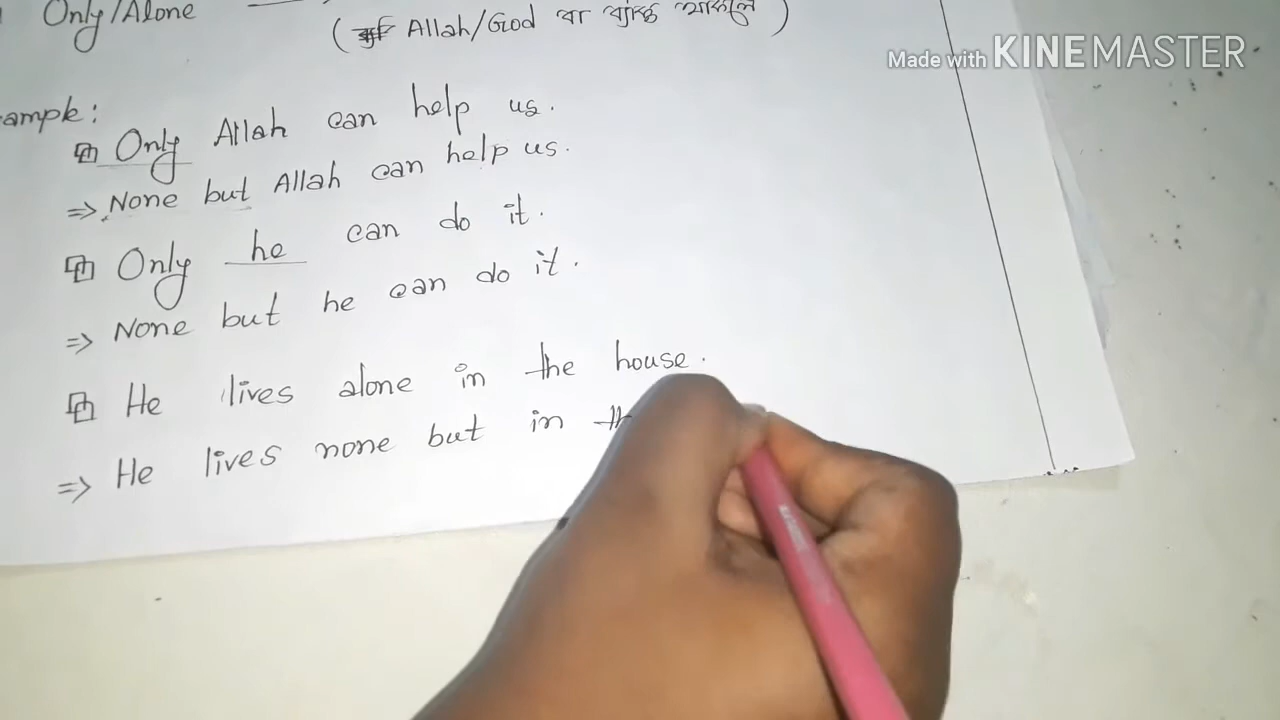 Only/Alone
Made with KINEMASTER
( Allah/God বা ব্যক্তি থাকলে )
ample:
Only Allah can help us.
⇒ None but Allah can help us.
Only he can do it.
⇒ None but he can do it.
He lives alone in the house.
⇒ He lives none but in th